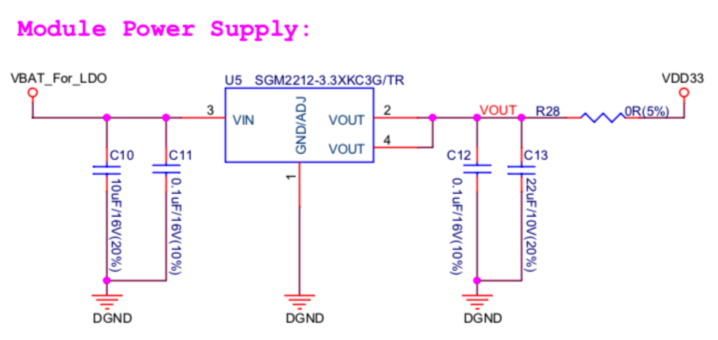 Module Power Supply:
VBAT_For_LDO
U5 SGM2212-3.3XKC3G/TR
VDD33
3
VIN
GND/ADJ
VOUT
2
VOUT
R28
0R(5%)
VOUT
4
C10
C11
C12
C13
1
10uF/16V(20%)
0.1uF/16V(10%)
0.1uF/16V(10%)
22uF/10V(20%)
DGND
DGND
DGND